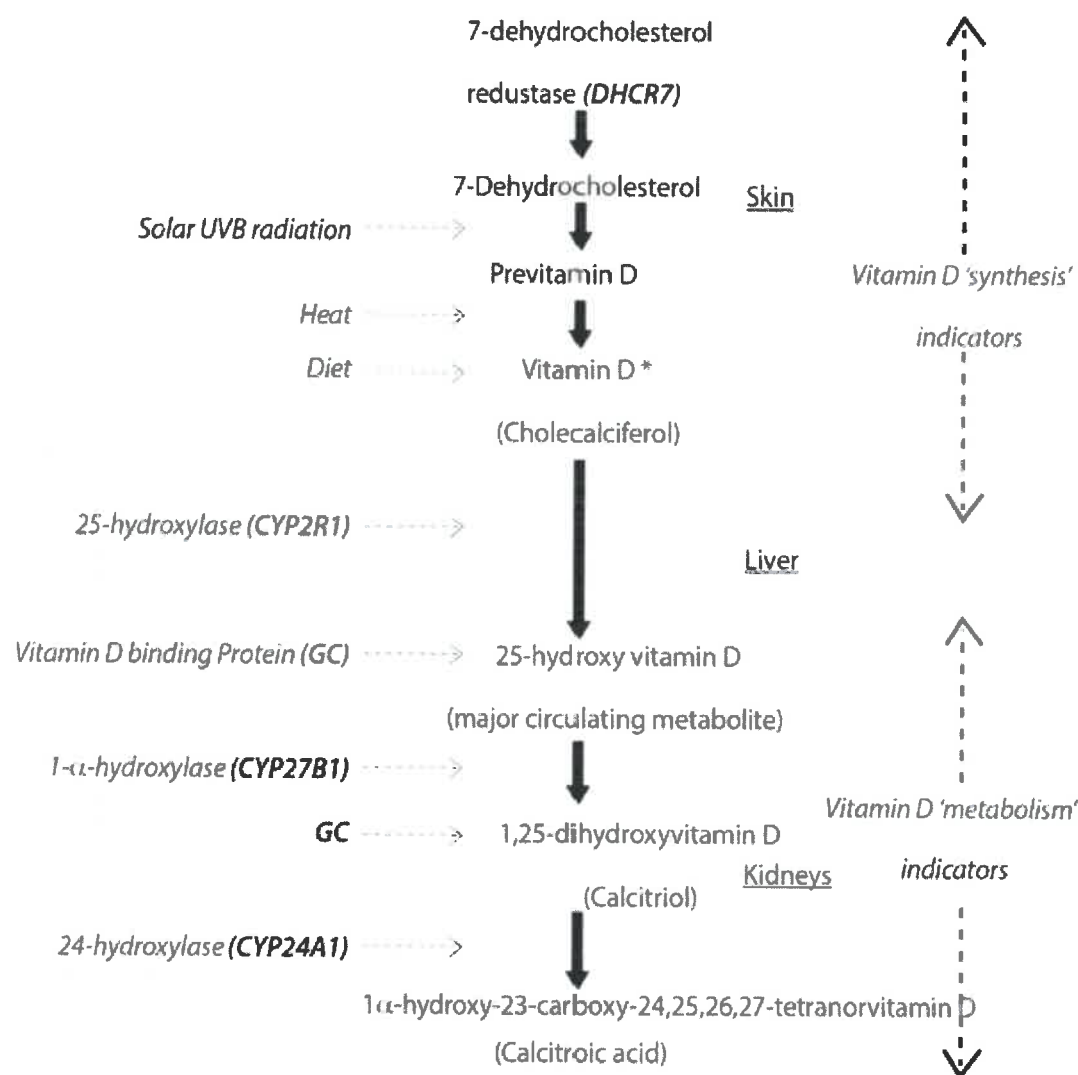 7-dehydrocholesterol
redustase (DHCR7)
7-Dehydrocholesterol
Skin
Solar UVB radiation
Previtamin D
Vitamin D 'synthesis'
indicators
Heat
Diet
Vitamin D *
(Cholecalciferol)
25-hydroxylase (CYP2R1)
Liver
Vitamin D binding Protein (GC)
25-hydroxy vitamin D
(major circulating metabolite)
1-α-hydroxylase (CYP27B1)
Vitamin D 'metabolism'
indicators
GC
1,25-dihydroxyvitamin D
Kidneys
(Calcitriol)
24-hydroxylase (CYP24A1)
1α-hydroxy-23-carboxy-24,25,26,27-tetranorvitamin D
(Calcitroic acid)